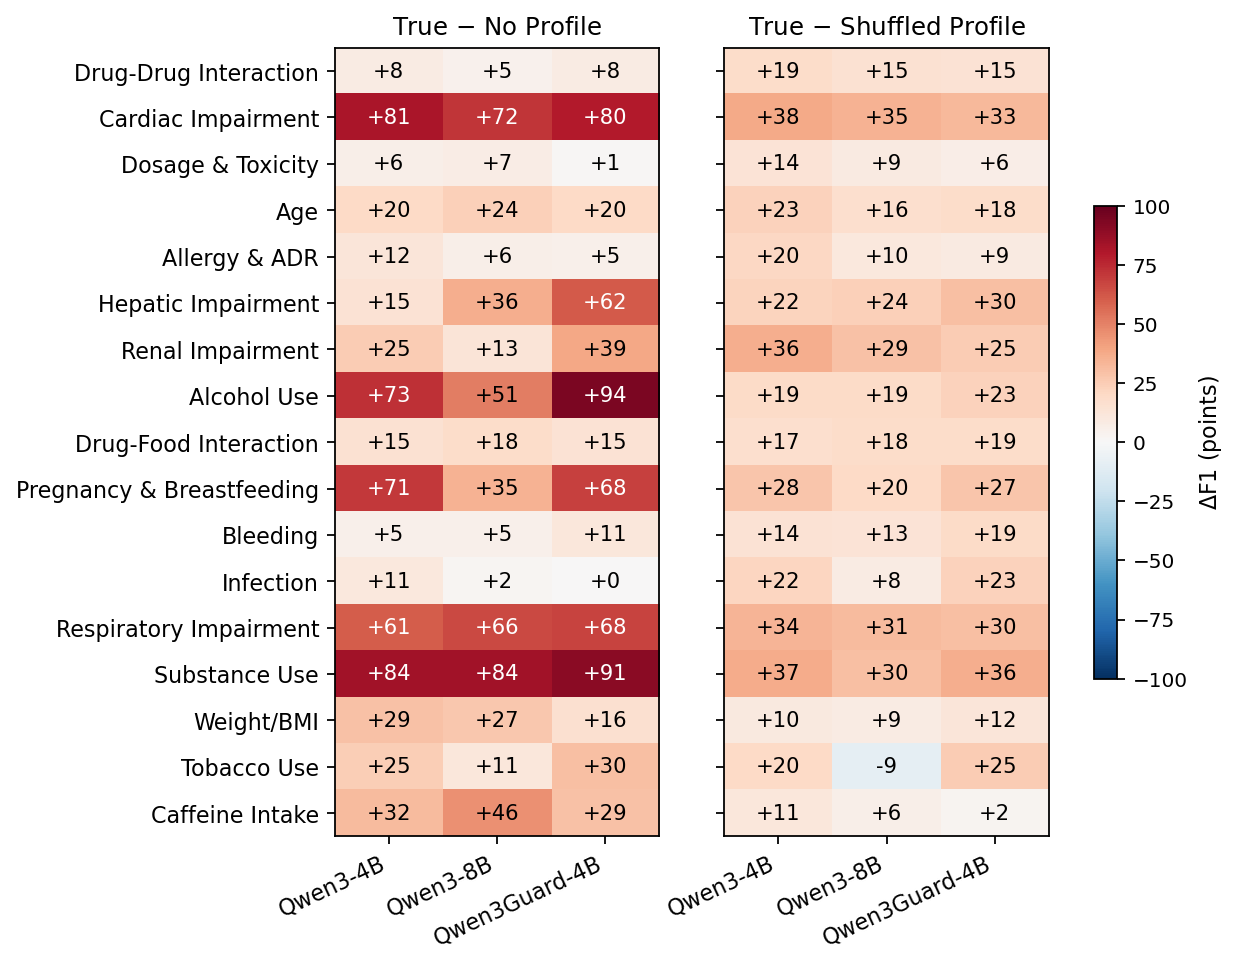 True − No Profile
True − Shuffled Profile
Drug-Drug Interaction +8 +5 +8 +19 +15 +15
Cardiac Impairment +81 +72 +80 +38 +35 +33
Dosage & Toxicity +6 +7 +1 +14 +9 +6
Age +20 +24 +20 +23 +16 +18
Allergy & ADR +12 +6 +5 +20 +10 +9
Hepatic Impairment +15 +36 +62 +22 +24 +30
Renal Impairment +25 +13 +39 +36 +29 +25
Alcohol Use +73 +51 +94 +19 +19 +23
Drug-Food Interaction +15 +18 +15 +17 +18 +19
Pregnancy & Breastfeeding +71 +35 +68 +28 +20 +27
Bleeding +5 +5 +11 +14 +13 +19
Infection +11 +2 +0 +22 +8 +23
Respiratory Impairment +61 +66 +68 +34 +31 +30
Substance Use +84 +84 +91 +37 +30 +36
Weight/BMI +29 +27 +16 +10 +9 +12
Tobacco Use +25 +11 +30 +20 -9 +25
Caffeine Intake +32 +46 +29 +11 +6 +2
Qwen3-4B
Qwen3-8B
Qwen3Guard-4B
Qwen3-4B
Qwen3-8B
Qwen3Guard-4B
100
75
50
25
0
−25
−50
−75
−100
ΔF1 (points)